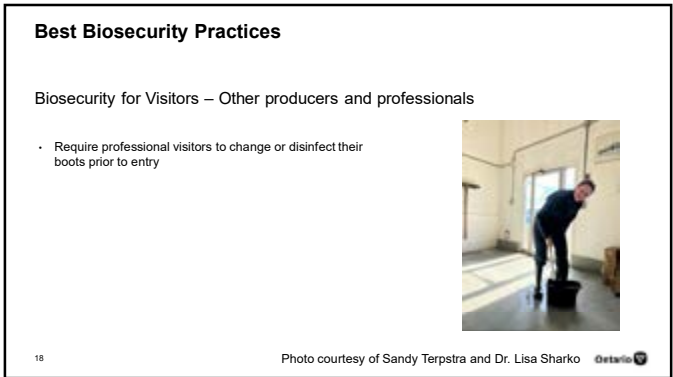 Best Biosecurity Practices
Biosecurity for Visitors – Other producers and professionals
• Require professional visitors to change or disinfect their
boots prior to entry
18
Photo courtesy of Sandy Terpstra and Dr. Lisa Sharko
Ontario